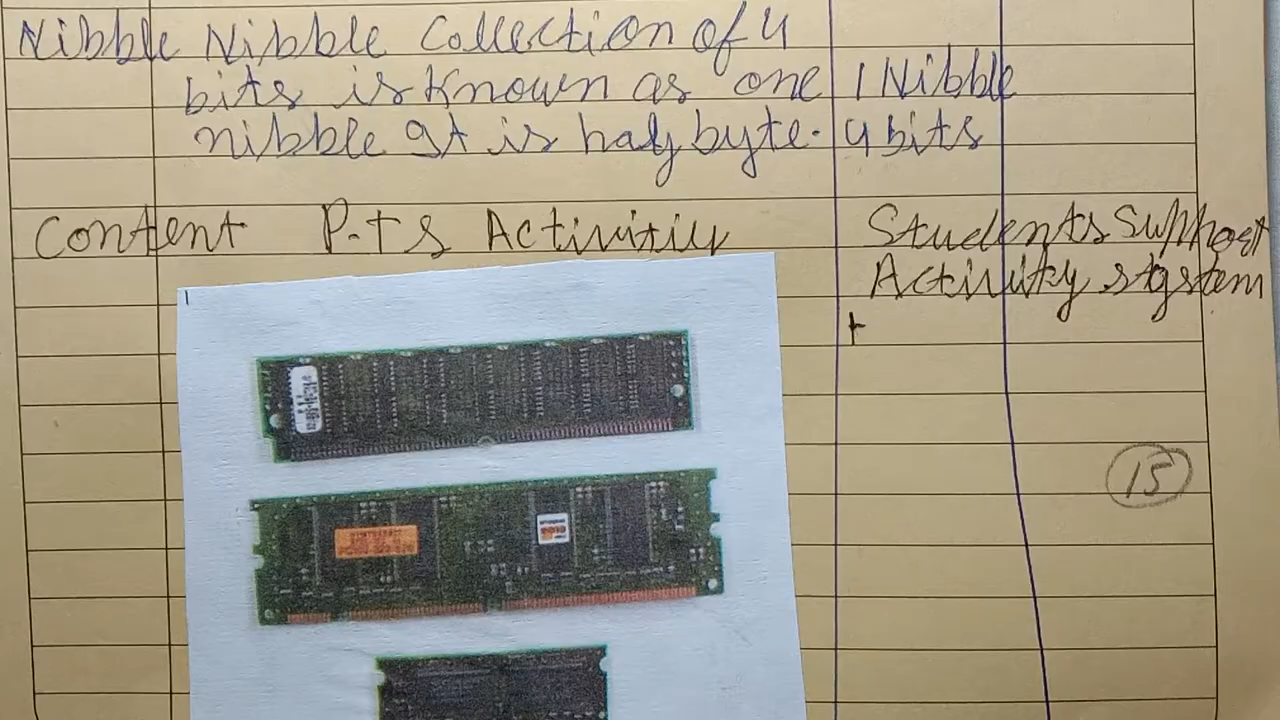 Nibble Nibble Collection of 4
bits is known as one 1 Nibble
nibble It is half byte. 4 bits
Content P.T S Activitiy Students Support
Activity system
15